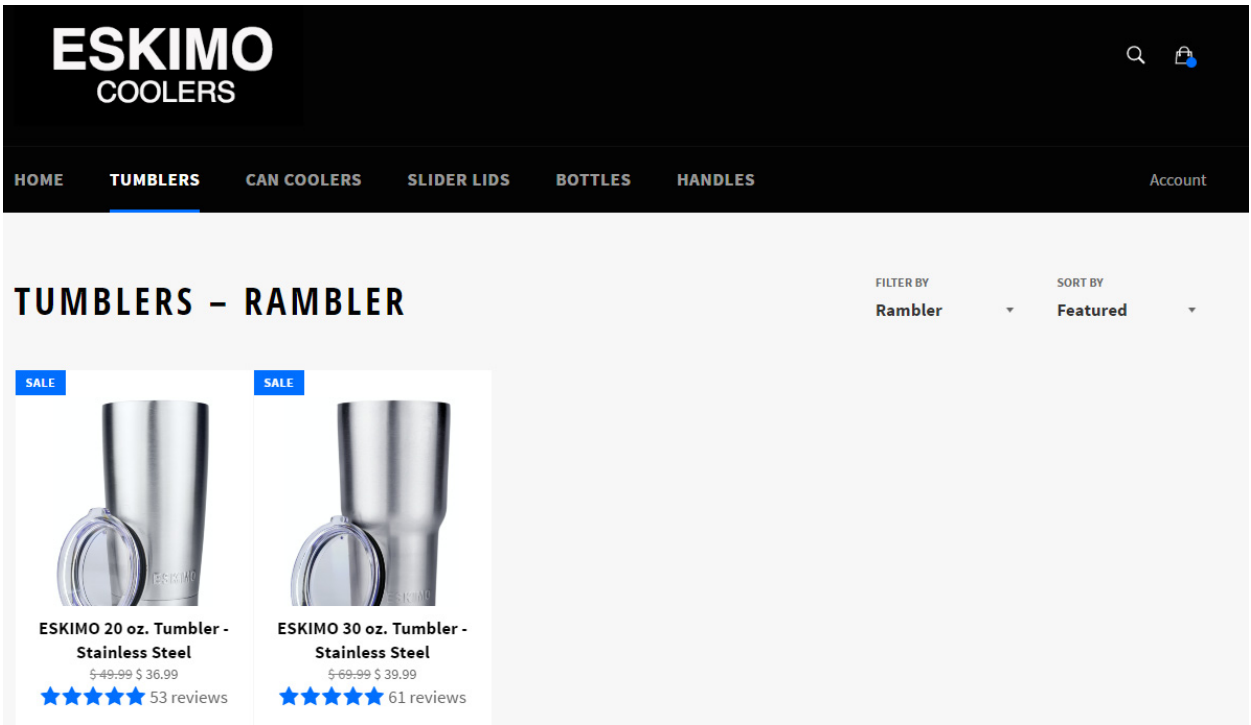 ESKIMO
COOLERS
HOME TUMBLERS CAN COOLERS SLIDER LIDS BOTTLES HANDLES Account
TUMBLERS – RAMBLER
FILTER BY
Rambler
SORT BY
Featured
SALE
ESKIMO
ESKIMO 20 oz. Tumbler -
Stainless Steel
$ 49.99 $ 36.99
53 reviews
SALE
ESKIMO
ESKIMO 30 oz. Tumbler -
Stainless Steel
$ 69.99 $ 39.99
61 reviews